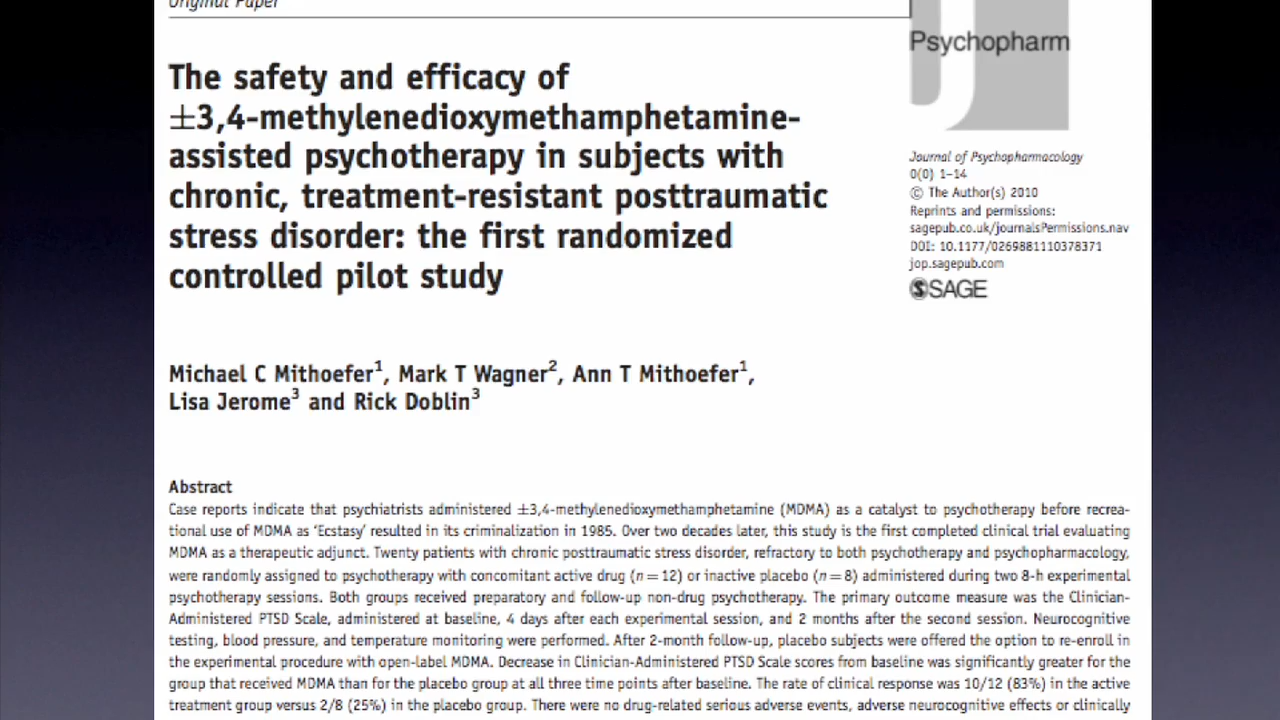 Original Paper
Psychopharm
The safety and efficacy of
±3,4-methylenedioxymethamphetamine-
assisted psychotherapy in subjects with
chronic, treatment-resistant posttraumatic
stress disorder: the first randomized
controlled pilot study
Journal of Psychopharmacology
0(0) 1–14
© The Author(s) 2010
Reprints and permissions:
sagepub.co.uk/journalsPermissions.nav
DOI: 10.1177/0269881110378371
jop.sagepub.com
SAGE
Michael C Mithoefer1, Mark T Wagner2, Ann T Mithoefer1,
Lisa Jerome3 and Rick Doblin3
Abstract
Case reports indicate that psychiatrists administered ±3,4-methylenedioxymethamphetamine (MDMA) as a catalyst to psychotherapy before recrea-
tional use of MDMA as ‘Ecstasy’ resulted in its criminalization in 1985. Over two decades later, this study is the first completed clinical trial evaluating
MDMA as a therapeutic adjunct. Twenty patients with chronic posttraumatic stress disorder, refractory to both psychotherapy and psychopharmacology,
were randomly assigned to psychotherapy with concomitant active drug (n = 12) or inactive placebo (n = 8) administered during two 8-h experimental
psychotherapy sessions. Both groups received preparatory and follow-up non-drug psychotherapy. The primary outcome measure was the Clinician-
Administered PTSD Scale, administered at baseline, 4 days after each experimental session, and 2 months after the second session. Neurocognitive
testing, blood pressure, and temperature monitoring were performed. After 2-month follow-up, placebo subjects were offered the option to re-enroll in
the experimental procedure with open-label MDMA. Decrease in Clinician-Administered PTSD Scale scores from baseline was significantly greater for the
group that received MDMA than for the placebo group at all three time points after baseline. The rate of clinical response was 10/12 (83%) in the active
treatment group versus 2/8 (25%) in the placebo group. There were no drug-related serious adverse events, adverse neurocognitive effects or clinically